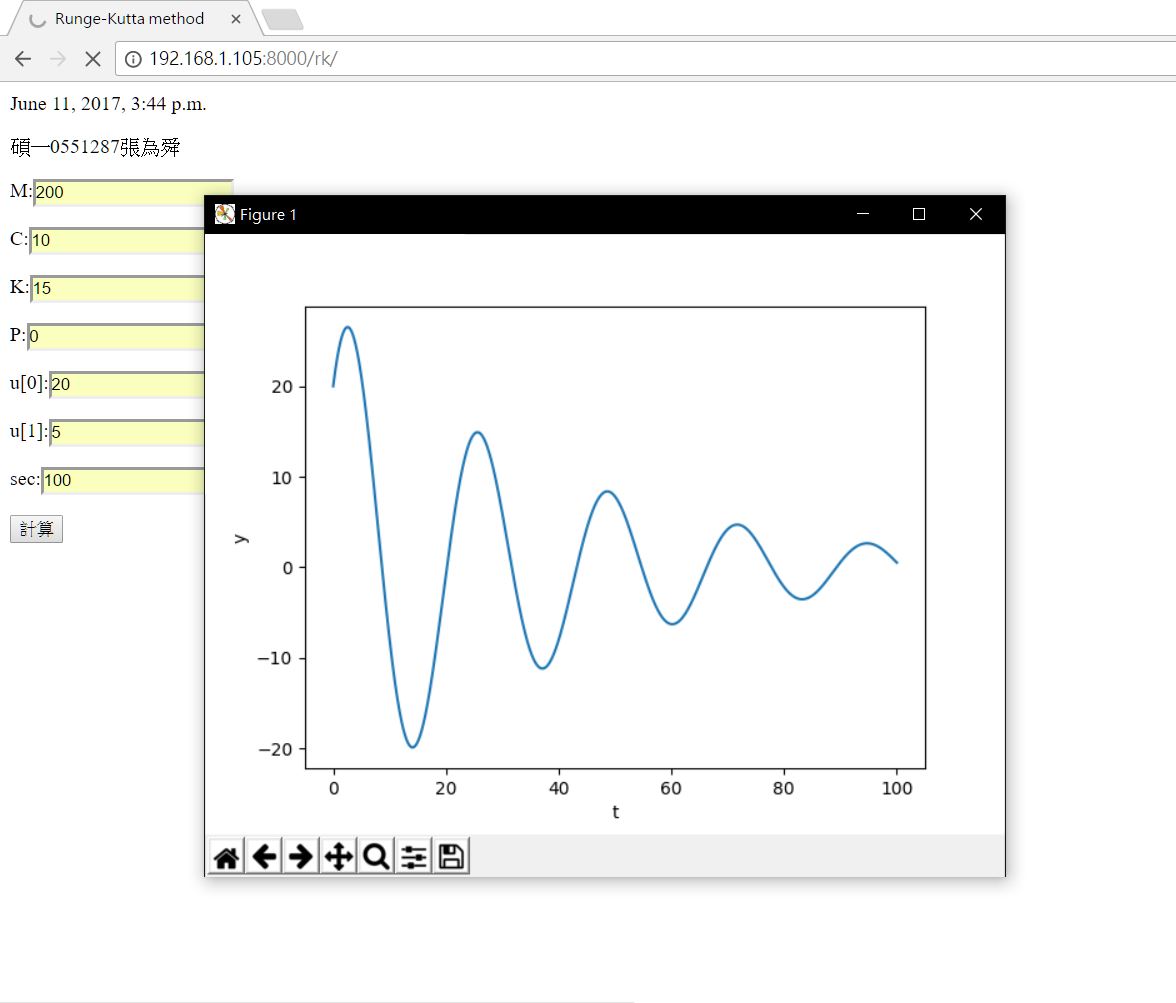 Runge-Kutta method
192.168.1.105:8000/rk/
June 11, 2017, 3:44 p.m.
碩一0551287張為舜
M:200
C:10
K:15
P:0
u[0]:20
u[1]:5
sec:100
計算
Figure 1
20
10
0
−10
−20
y
0 20 40 60 80 100
t